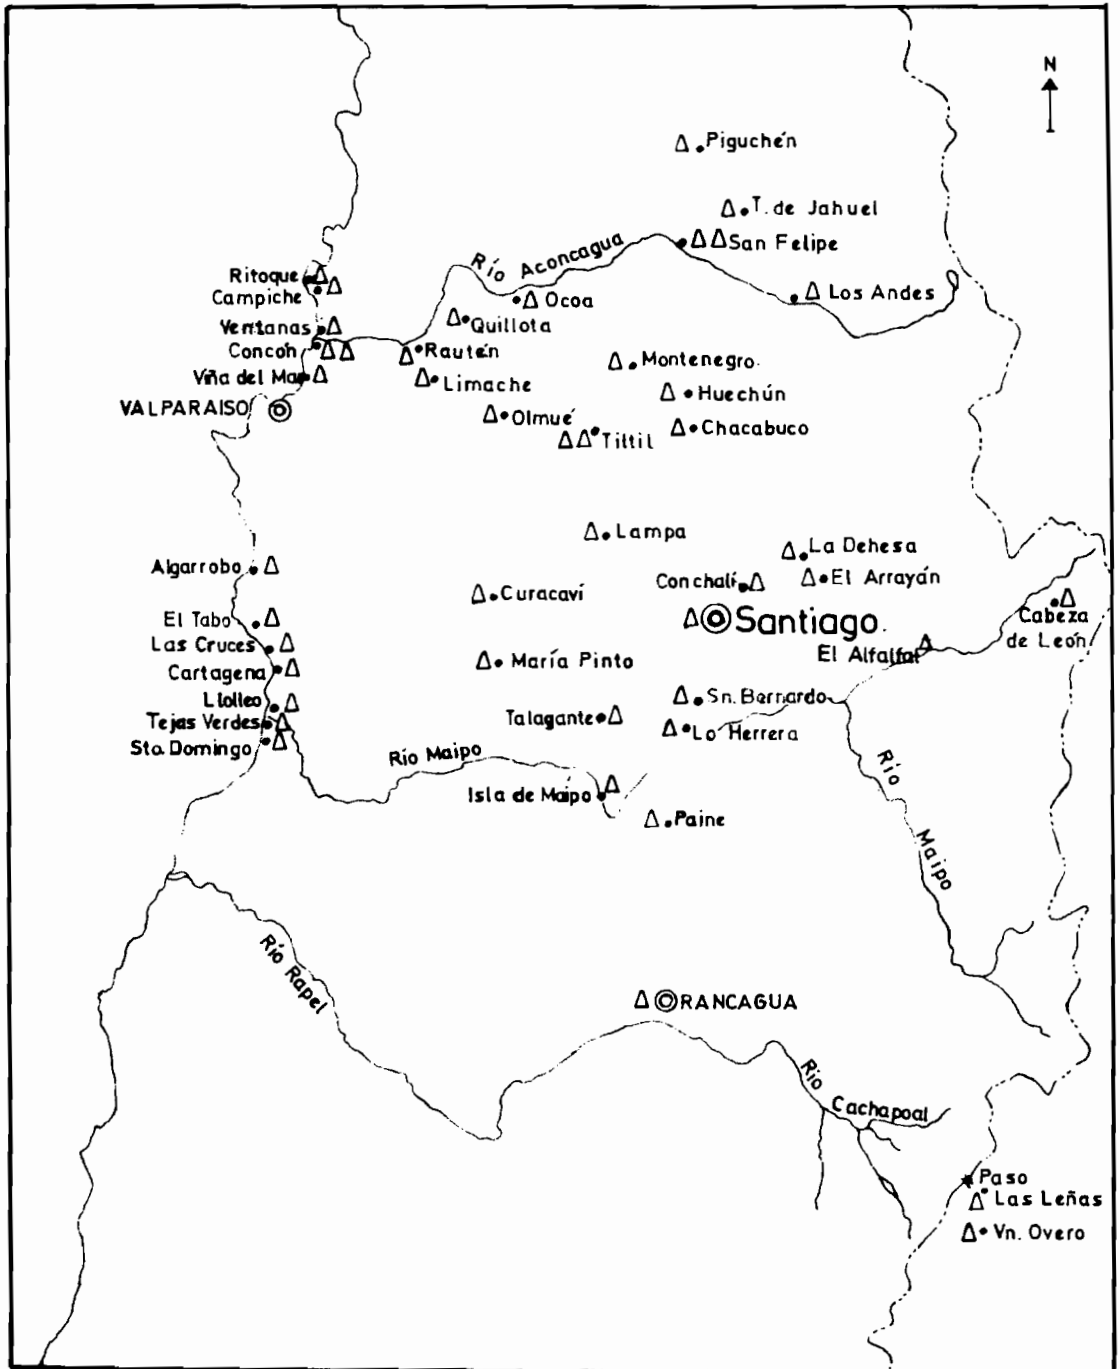 N
Piguchén
T. de Jahuel
San Felipe
Río Aconcagua
Ritoque
Campiche
Los Andes
Ocoa
Quillota
Ventanas
Concón
Rautén
Montenegro.
Viña del Mar
Limache
Huechún
VALPARAISO
Olmué
Chacabuco
Tiltil
Lampa
La Dehesa
Algarrobo
Conchalí
El Arrayán
Curacaví
El Tabo
Santiago.
Cabeza
de León
Las Cruces
El Alfalfal
María Pinto
Cartagena
Sn. Bernardo
Llolleo
Talagante
Tejas Verdes
Lo Herrera
Sto. Domingo
Río Maipo
Río
Maipo
Isla de Maipo
Paine
Río Rapel
RANCAGUA
Río
Cachapoal
Paso
Las Leñas
Vn. Overo